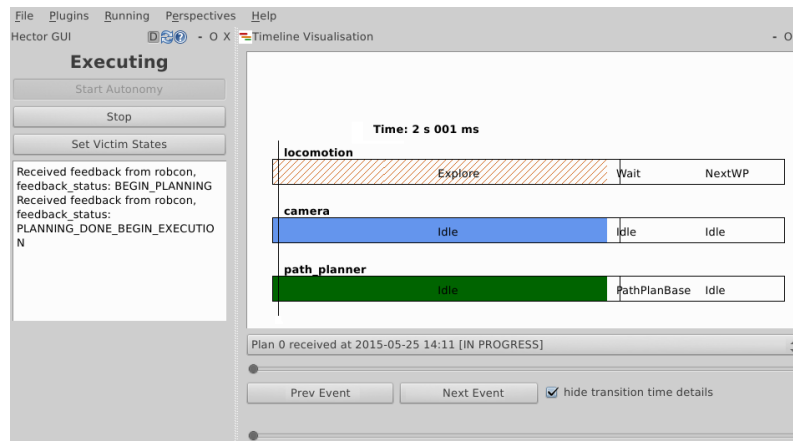 File Plugins Running Perspectives Help
Hector GUI
D
- O X
Timeline Visualisation
- O
Executing
Start Autonomy
Stop
Set Victim States
Received feedback from robcon,
feedback_status: BEGIN_PLANNING
Received feedback from robcon,
feedback_status:
PLANNING_DONE_BEGIN_EXECUTIO
N
Time: 2 s 001 ms
locomotion
Explore Wait NextWP
camera
Idle Idle Idle
path_planner
Idle PathPlanBase Idle
Plan 0 received at 2015-05-25 14:11 [IN PROGRESS]
Prev Event Next Event hide transition time details